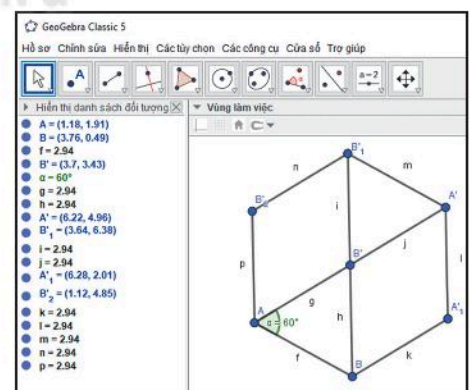 GeoGebra Classic 5
Hồ sơ Chỉnh sửa Hiển thị Các tùy chọn Các công cụ Cửa sổ Trợ giúp
A
a=2
Hiển thị danh sách đối tượng
Vùng làm việc
A = (1.18, 1.91)
B = (3.76, 0.49)
f = 2.94
B' = (3.7, 3.43)
α = 60°
g = 2.94
h = 2.94
A' = (6.22, 4.96)
B'₁ = (3.64, 6.38)
i = 2.94
j = 2.94
A'₁ = (6.28, 2.01)
B'₂ = (1.12, 4.85)
k = 2.94
l = 2.94
m = 2.94
n = 2.94
p = 2.94
B'₁
n
m
B'₂
A'
i
j
p
B'
l
g
h
A
α = 60°
A'₁
f
k
B